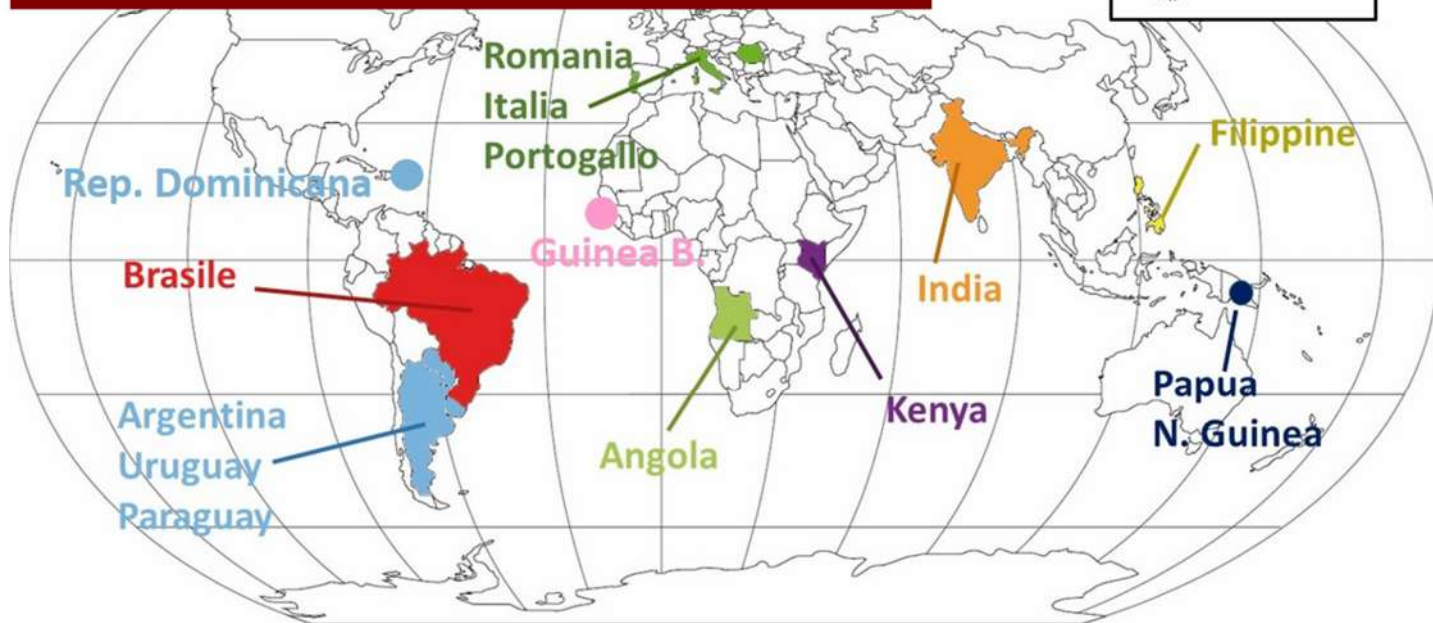 Romania
Italia
Portogallo
Filippine
Rep. Dominicana
Guinea B.
Brasile
India
Argentina
Uruguay
Paraguay
Angola
Kenya
Papua
N. Guinea